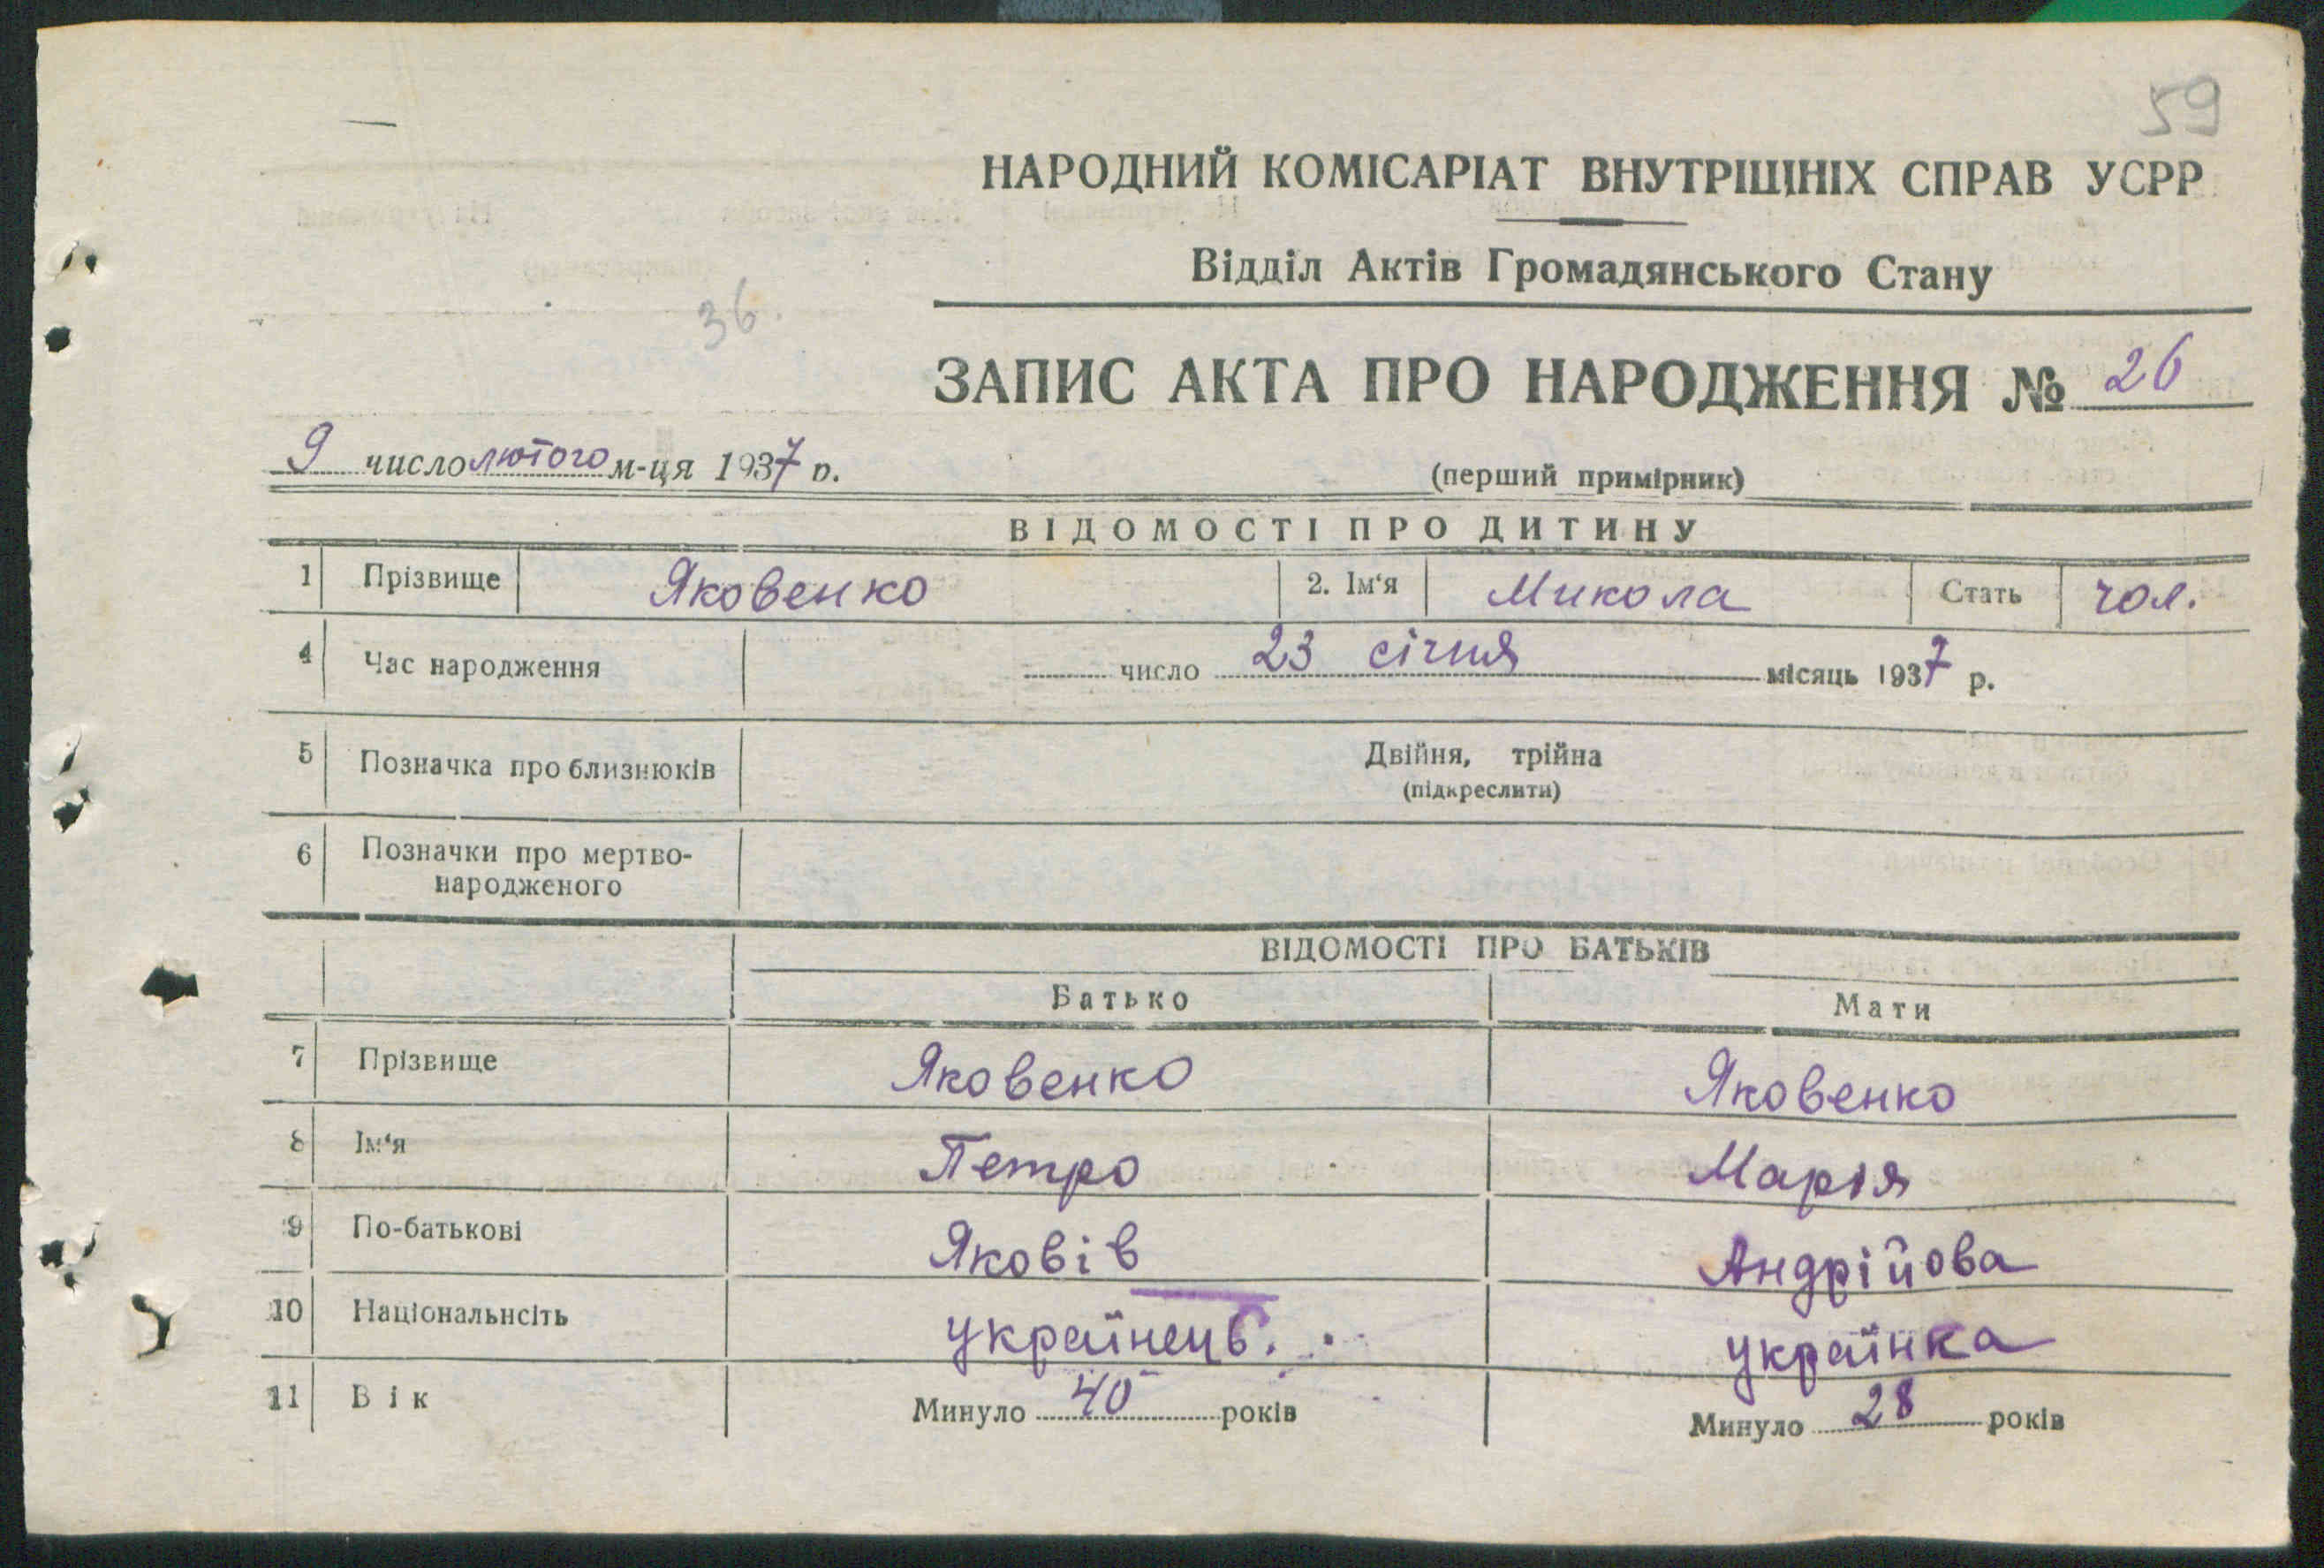 59
НАРОДНИЙ КОМІСАРІАТ ВНУТРІШНІХ СПРАВ УСРР
Відділ Актів Громадянського Стану
36.
ЗАПИС АКТА ПРО НАРОДЖЕННЯ № 26
9 число лютого м-ця 1937 р.
(перший примірник)
ВІДОМОСТІ ПРО ДИТИНУ
1 Прізвище Яковенко 2. Ім‘я Микола Стать чол.
4 Час народження число 23 січня місяць 1937 р.
5 Позначка про близнюків Двійня, трійна
(підкреслити)
6 Позначки про мертво-
народженого
ВІДОМОСТІ ПРО БАТЬКІВ
Батько Мати
7 Прізвище Яковенко Яковенко
8 Ім‘я Петро Марія
9 По-батькові Яковів Андрійова
10 Національнсіть українець. українка
11 Вік Минуло 40 років Минуло 28 років